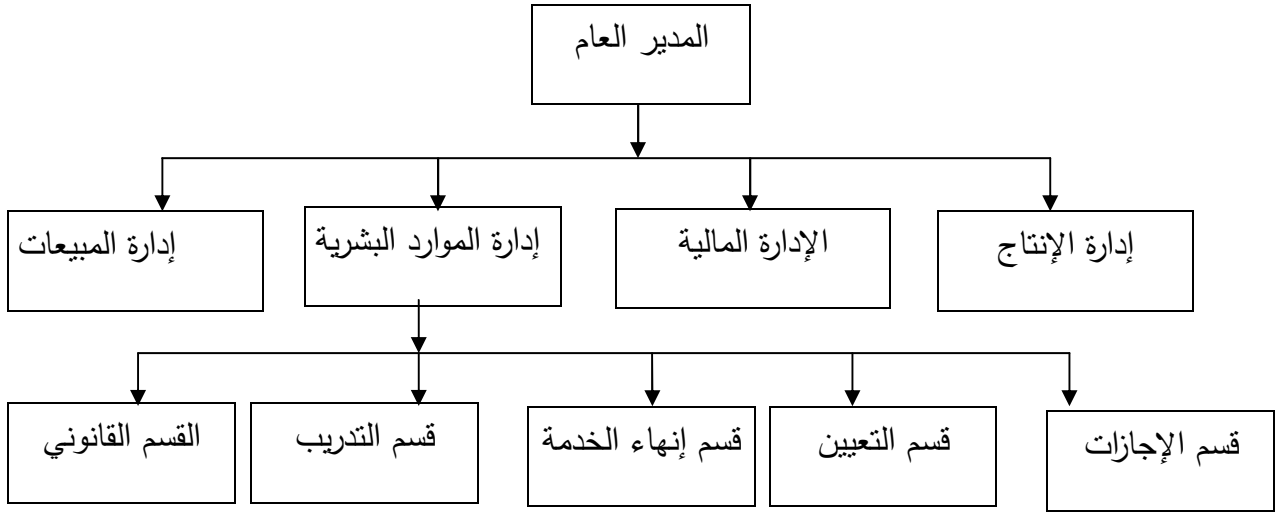 المدير العام
إدارة الإنتاج
الإدارة المالية
إدارة الموارد البشرية
إدارة المبيعات
قسم الإجازات
قسم التعيين
قسم إنهاء الخدمة
قسم التدريب
القسم القانوني